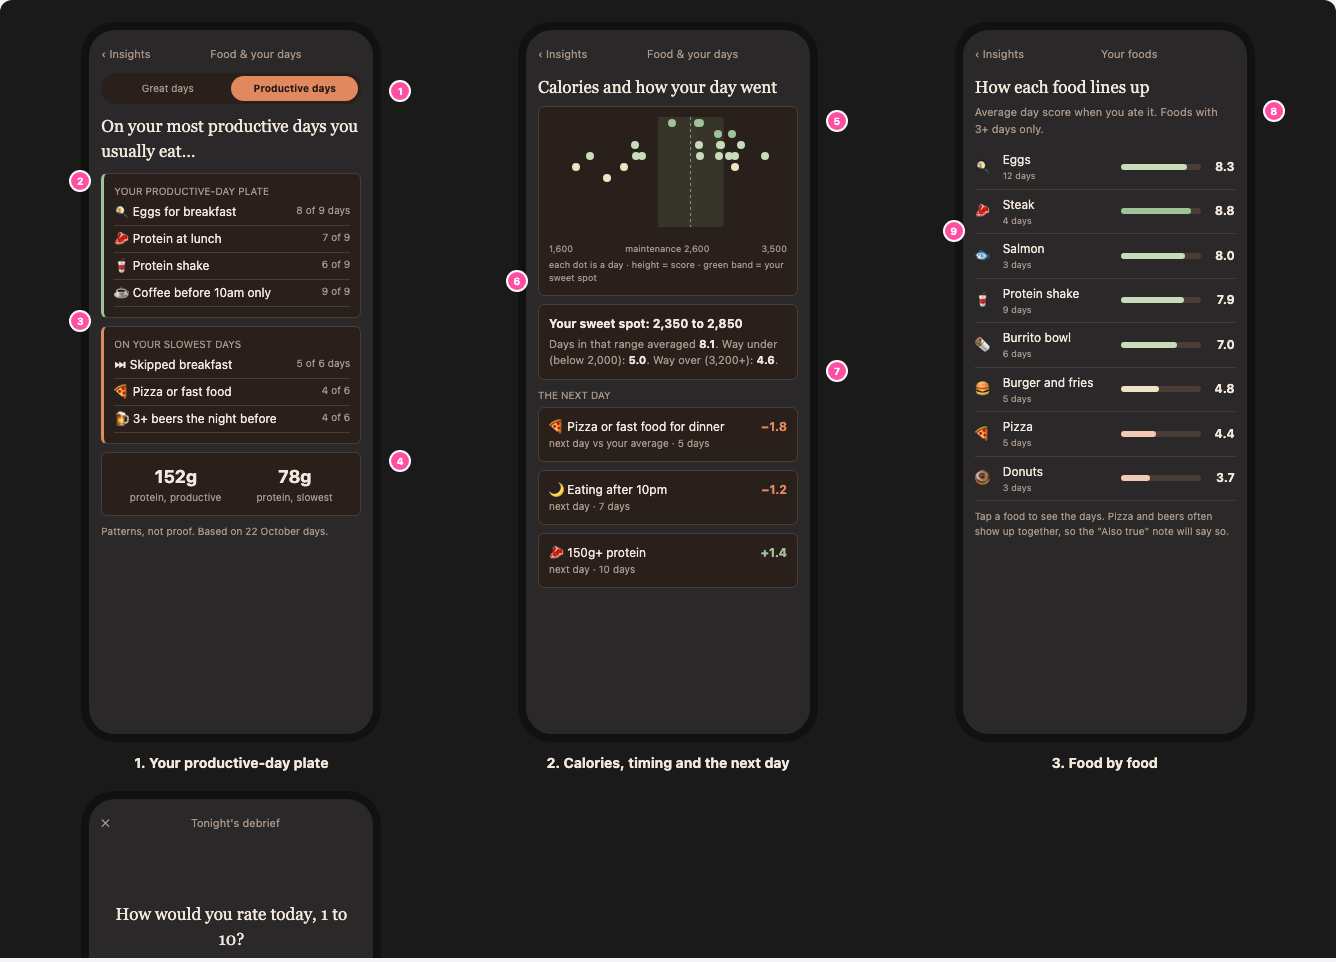 ‹ Insights
Food & your days
Great days
Productive days
1
On your most productive days you
usually eat...
2
YOUR PRODUCTIVE-DAY PLATE
Eggs for breakfast
8 of 9 days
Protein at lunch
7 of 9
Protein shake
6 of 9
Coffee before 10am only
9 of 9
3
ON YOUR SLOWEST DAYS
Skipped breakfast
5 of 6 days
Pizza or fast food
4 of 6
3+ beers the night before
4 of 6
4
152g
protein, productive
78g
protein, slowest
Patterns, not proof. Based on 22 October days.
1. Your productive-day plate
‹ Insights
Food & your days
Calories and how your day went
5
1,600
maintenance 2,600
3,500
each dot is a day · height = score · green band = your
sweet spot
6
Your sweet spot: 2,350 to 2,850
Days in that range averaged 8.1. Way under
(below 2,000): 5.0. Way over (3,200+): 4.6.
7
THE NEXT DAY
Pizza or fast food for dinner
−1.8
next day vs your average · 5 days
Eating after 10pm
−1.2
next day · 7 days
150g+ protein
+1.4
next day · 10 days
2. Calories, timing and the next day
‹ Insights
Your foods
How each food lines up
8
Average day score when you ate it. Foods with
3+ days only.
Eggs
12 days
8.3
Steak
4 days
8.8
9
Salmon
3 days
8.0
Protein shake
9 days
7.9
Burrito bowl
6 days
7.0
Burger and fries
5 days
4.8
Pizza
5 days
4.4
Donuts
3 days
3.7
Tap a food to see the days. Pizza and beers often
show up together, so the "Also true" note will say so.
3. Food by food
×
Tonight's debrief
How would you rate today, 1 to
10?